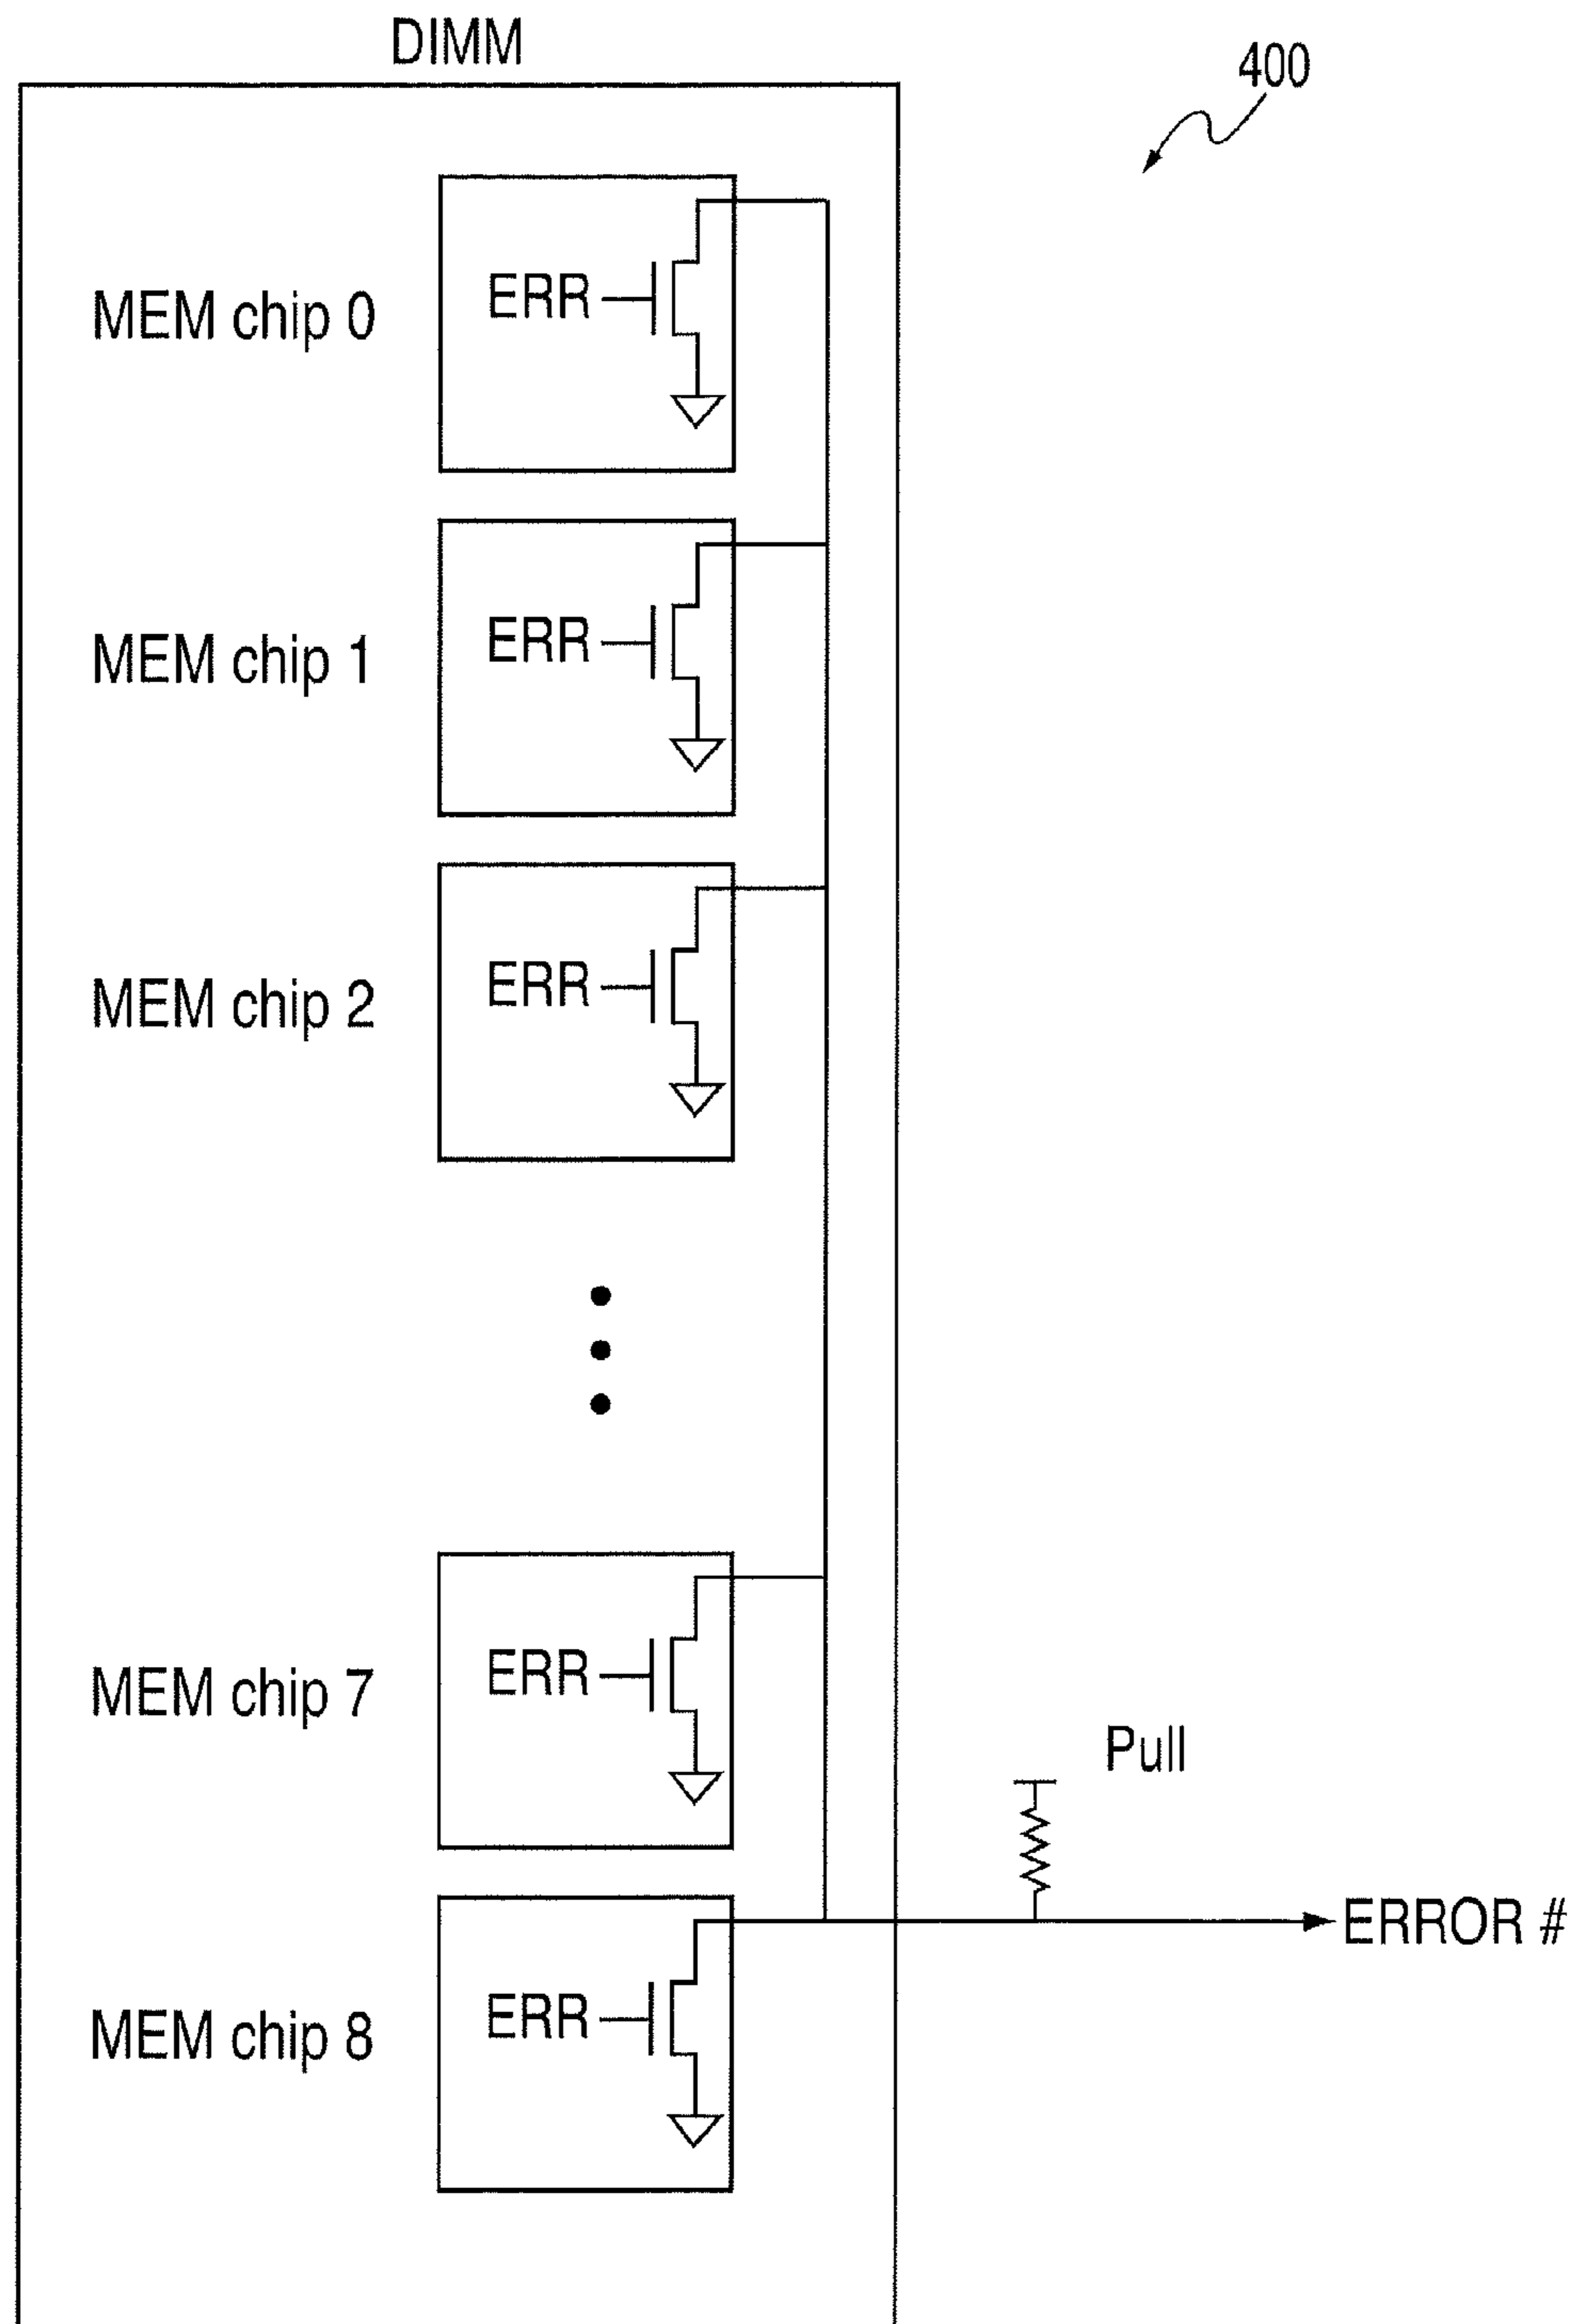 DIMM
400
MEM chip 0
ERR
MEM chip 1
ERR
MEM chip 2
ERR
MEM chip 7
ERR
Pull
ERROR #
MEM chip 8
ERR